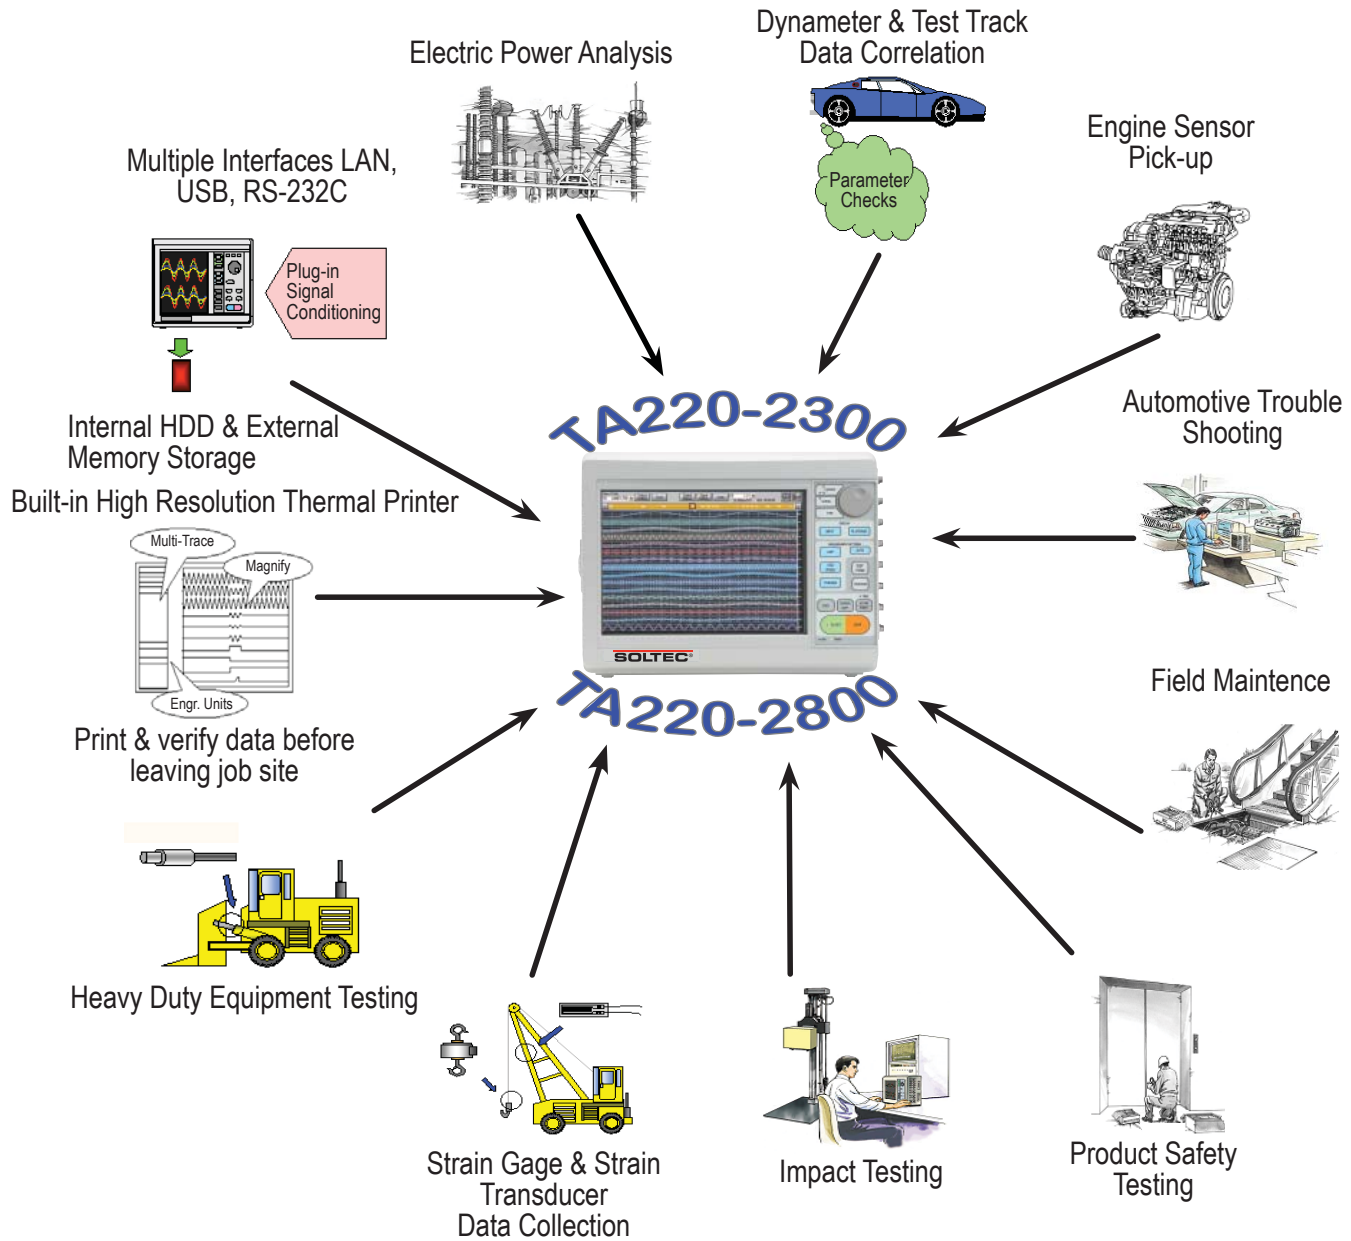 Dynameter & Test Track
Data Correlation
Electric Power Analysis
Engine Sensor
Pick-up
Multiple Interfaces LAN,
USB, RS-232C
Parameter
Checks
Plug-in
Signal
Conditioning
TA220-2300
Automotive Trouble
Shooting
Internal HDD & External
Memory Storage
Built-in High Resolution Thermal Printer
Multi-Trace
Magnify
Engr. Units
SOLTEC®
TA220-2800
Field Maintence
Print & verify data before
leaving job site
Heavy Duty Equipment Testing
Strain Gage & Strain
Transducer
Data Collection
Impact Testing
Product Safety
Testing